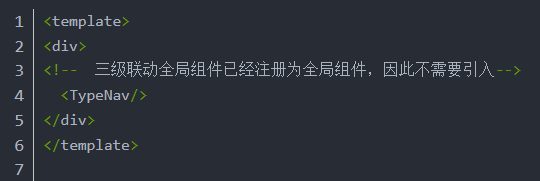 1 <template>
2 <div>
3 <!--  三级联动全局组件已经注册为全局组件，因此不需要引入-->
4   <TypeNav/>
5 </div>
6 </template>
7